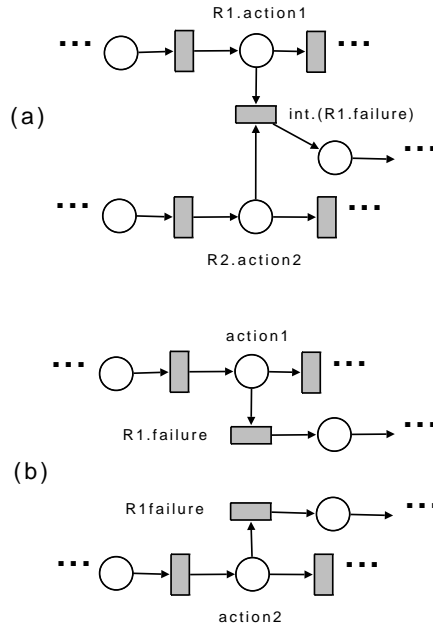 R1.action1
(a)
int.(R1.failure)
R2.action2
action1
R1.failure
(b)
R1failure
action2